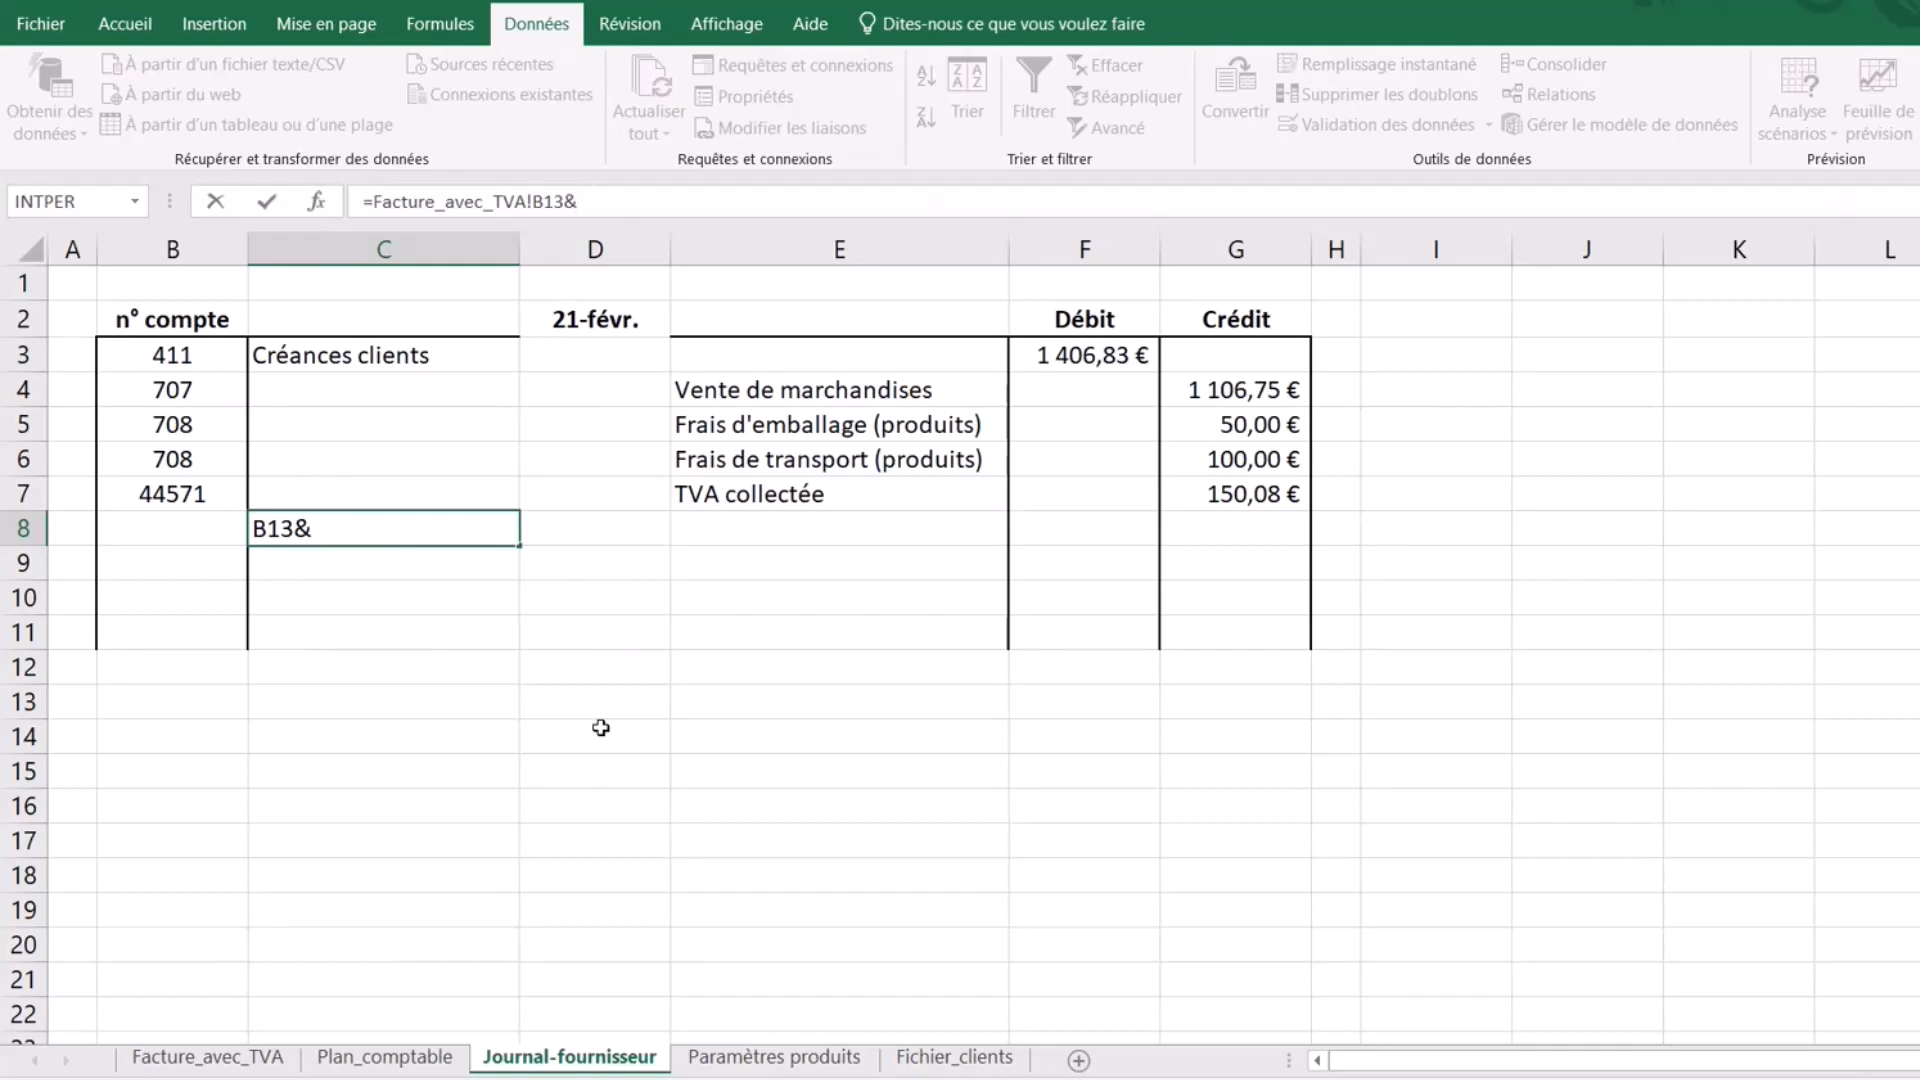 Fichier Accueil Insertion Mise en page Formules Données Révision Affichage Aide Dites-nous ce que vous voulez faire
Obtenir des données
À partir d'un fichier texte/CSV
À partir du web
À partir d'un tableau ou d'une plage
Sources récentes
Connexions existantes
Récupérer et transformer des données
Actualiser tout
Requêtes et connexions
Propriétés
Modifier les liaisons
Requêtes et connexions
Trier
Filtrer
Effacer
Réappliquer
Avancé
Trier et filtrer
Convertir
Remplissage instantané
Supprimer les doublons
Validation des données
Consolider
Relations
Gérer le modèle de données
Outils de données
Analyse scénarios
Feuille de prévision
Prévision
INTPER fx =Facture_avec_TVA!B13&
A B C D E F G H I J K L
1
2 n° compte 21-févr. Débit Crédit
3 411 Créances clients 1 406,83 €
4 707 Vente de marchandises 1 106,75 €
5 708 Frais d'emballage (produits) 50,00 €
6 708 Frais de transport (produits) 100,00 €
7 44571 TVA collectée 150,08 €
8 B13&
9
10
11
12
13
14
15
16
17
18
19
20
21
22
Facture_avec_TVA Plan_comptable Journal-fournisseur Paramètres produits Fichier_clients